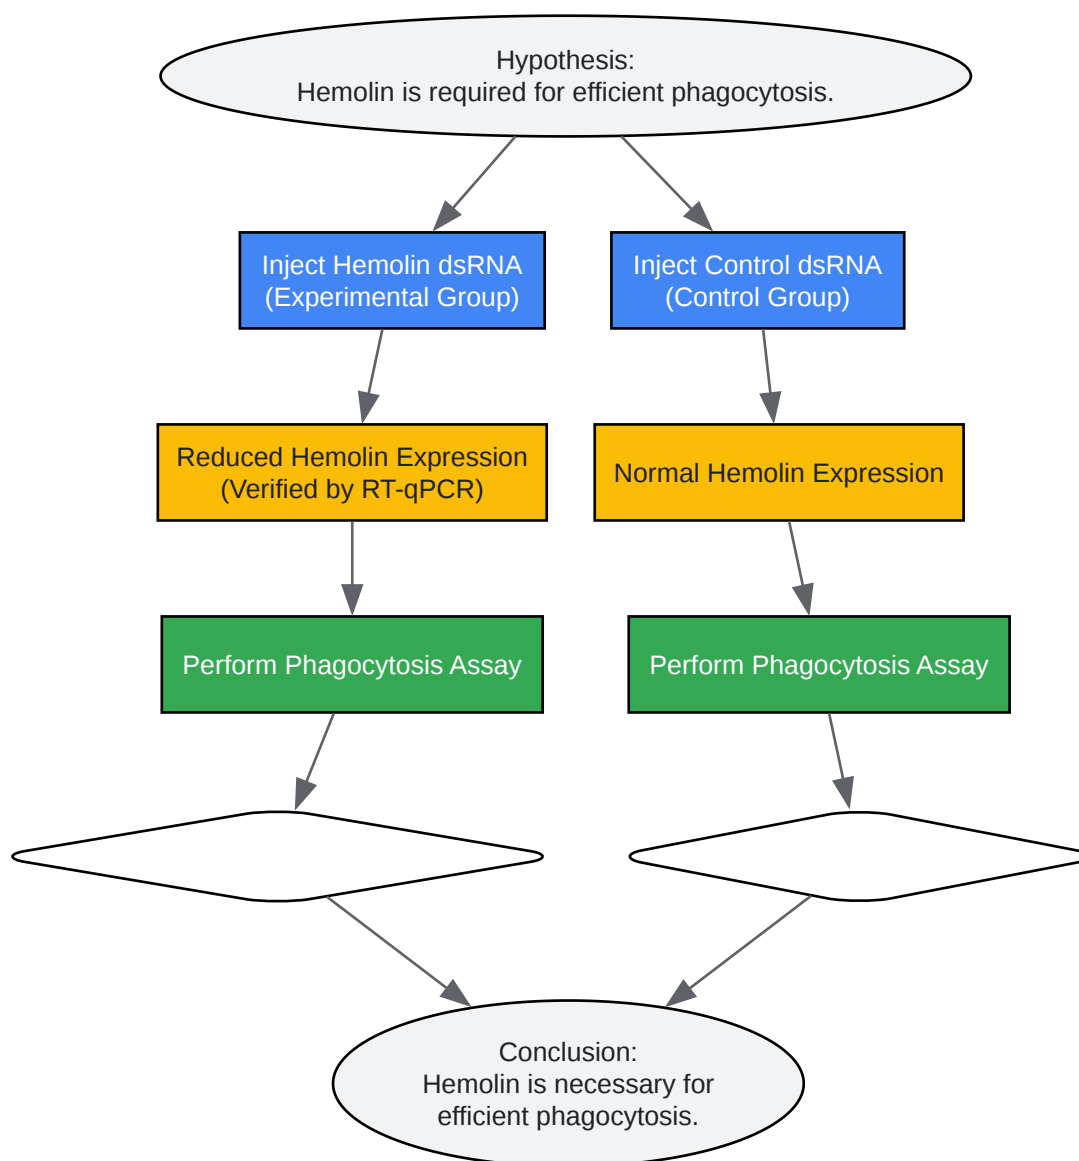 Hypothesis:
Hemolin is required for efficient phagocytosis.
Inject Hemolin dsRNA
(Experimental Group)
Inject Control dsRNA
(Control Group)
Reduced Hemolin Expression
(Verified by RT-qPCR)
Normal Hemolin Expression
Perform Phagocytosis Assay
Perform Phagocytosis Assay
Conclusion:
Hemolin is necessary for
efficient phagocytosis.